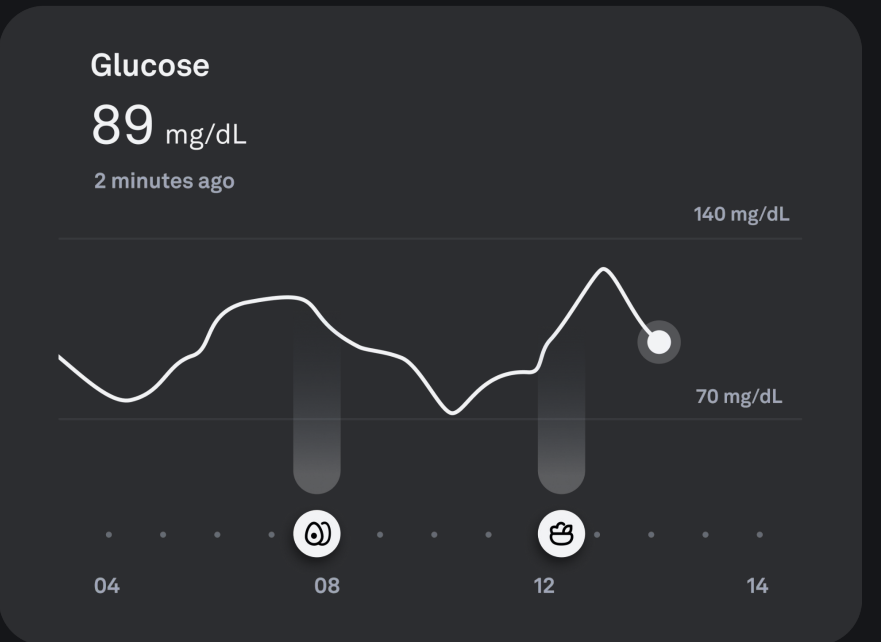 Glucose
89 mg/dL
2 minutes ago
140 mg/dL
70 mg/dL
04 08 12 14